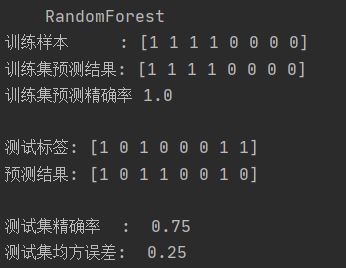 RandomForest
训练样本     : [1 1 1 1 0 0 0 0]
训练集预测结果: [1 1 1 1 0 0 0 0]
训练集预测精确率 1.0
测试标签: [1 0 1 0 0 0 1 1]
预测结果: [1 0 1 1 0 0 1 0]
测试集精确率  :  0.75
测试集均方误差:  0.25